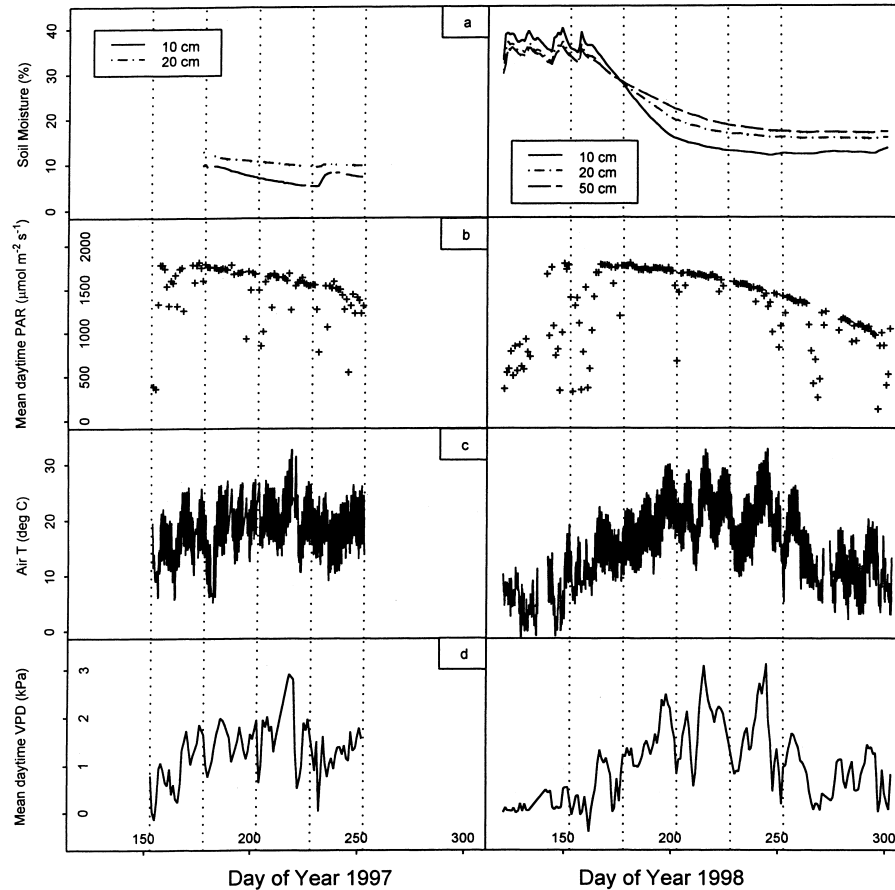 a
Soil Moisture (%)
0 10 20 30 40
10 cm
20 cm
10 cm
20 cm
50 cm
b
Mean daytime PAR (μmol m⁻² s⁻¹)
0 500 1000 1500 2000
c
Air T (deg C)
0 10 20 30
d
Mean daytime VPD (kPa)
0 1 2 3
150 200 250 300
150 200 250 300
Day of Year 1997
Day of Year 1998